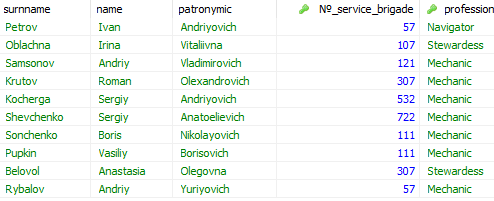 surnname name patronymic №_service_brigade profession
Petrov Ivan Andriyovich 57 Navigator
Oblachna Irina Vitaliivna 107 Stewardess
Samsonov Andriy Vladimirovich 121 Mechanic
Krutov Roman Olexandrovich 307 Mechanic
Kocherga Sergiy Andriyovich 532 Mechanic
Shevchenko Sergiy Anatoelievich 722 Mechanic
Sonchenko Boris Nikolayovich 111 Mechanic
Pupkin Vasiliy Borisovich 111 Mechanic
Belovol Anastasia Olegovna 307 Stewardess
Rybalov Andriy Yuriyovich 57 Mechanic